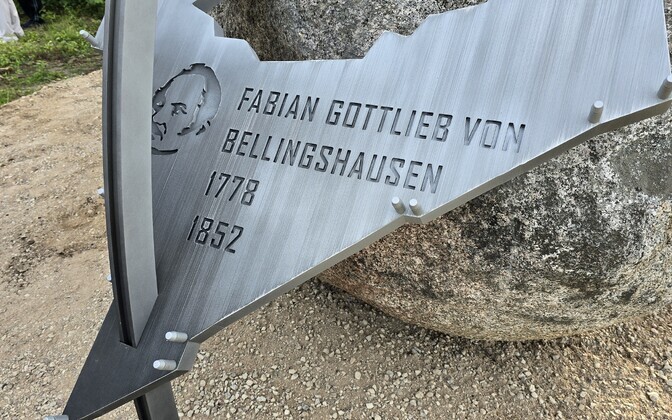 FABIAN GOTTLIEB VON
BELLINGSHAUSEN
1778
1852